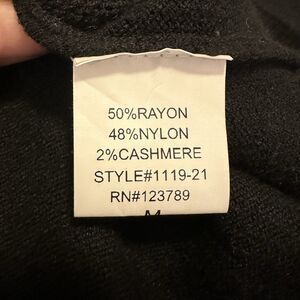 50%RAYON
48%NYLON
2%CASHMERE
STYLE#1119-21
RN#123789
M